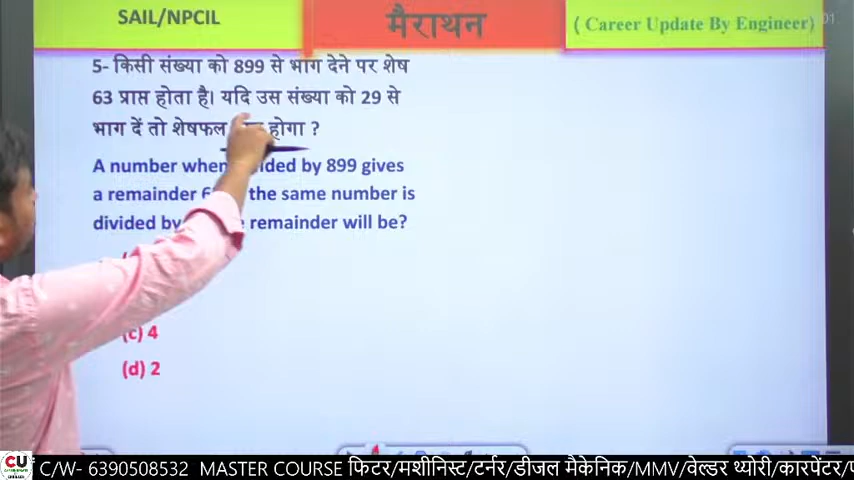 SAIL/NPCIL
मैराथन
( Career Update By Engineer)
01
5- किसी संख्या को 899 से भाग देने पर शेष
63 प्राप्त होता है। यदि उस संख्या को 29 से
भाग दें तो शेषफल होगा ?
A number when by 899 gives
a remainder the same number is
divided by remainder will be?
(c) 4
(d) 2
CU
C/W- 6390508532 MASTER COURSE फिटर/मशीनिस्ट/टर्नर/डीजल मैकेनिक/MMV/वेल्डर थ्योरी/कारपेंटर/